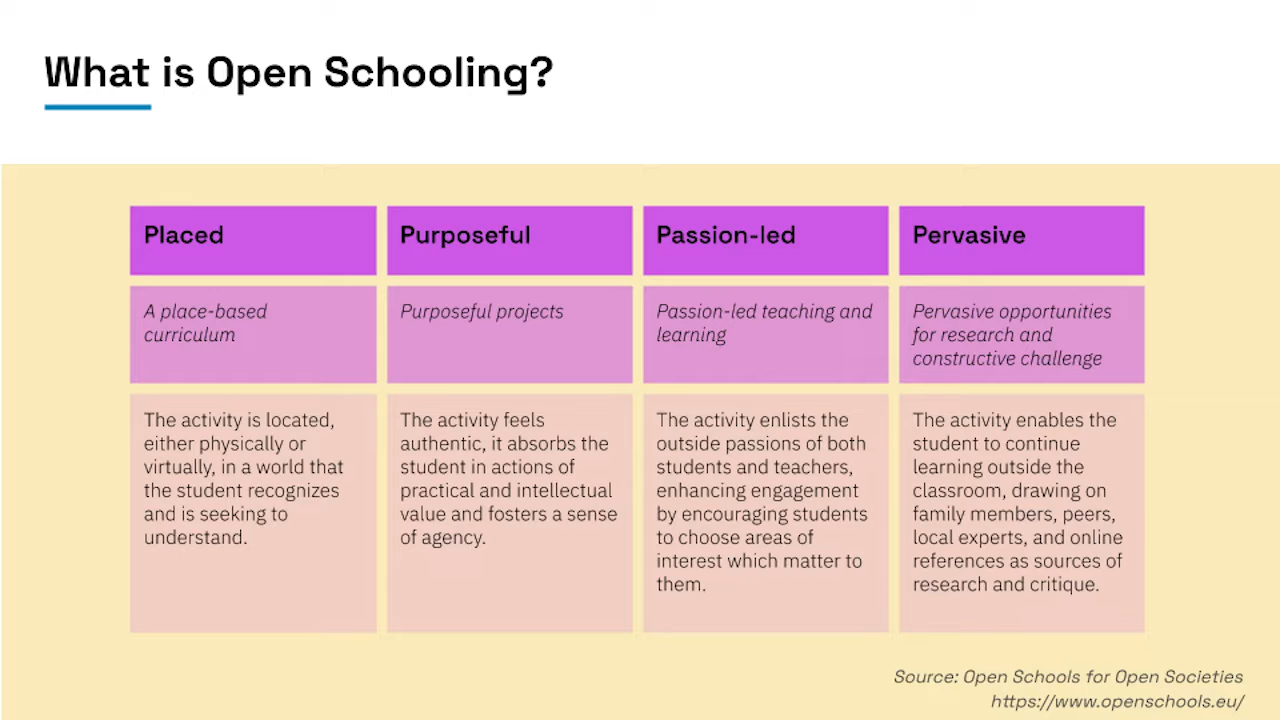 What is Open Schooling?
Placed
Purposeful
Passion-led
Pervasive
A place-based
curriculum
Purposeful projects
Passion-led teaching and
learning
Pervasive opportunities
for research and
constructive challenge
The activity is located,
either physically or
virtually, in a world that
the student recognizes
and is seeking to
understand.
The activity feels
authentic, it absorbs the
student in actions of
practical and intellectual
value and fosters a sense
of agency.
The activity enlists the
outside passions of both
students and teachers,
enhancing engagement
by encouraging students
to choose areas of
interest which matter to
them.
The activity enables the
student to continue
learning outside the
classroom, drawing on
family members, peers,
local experts, and online
references as sources of
research and critique.
Source: Open Schools for Open Societies
https://www.openschools.eu/